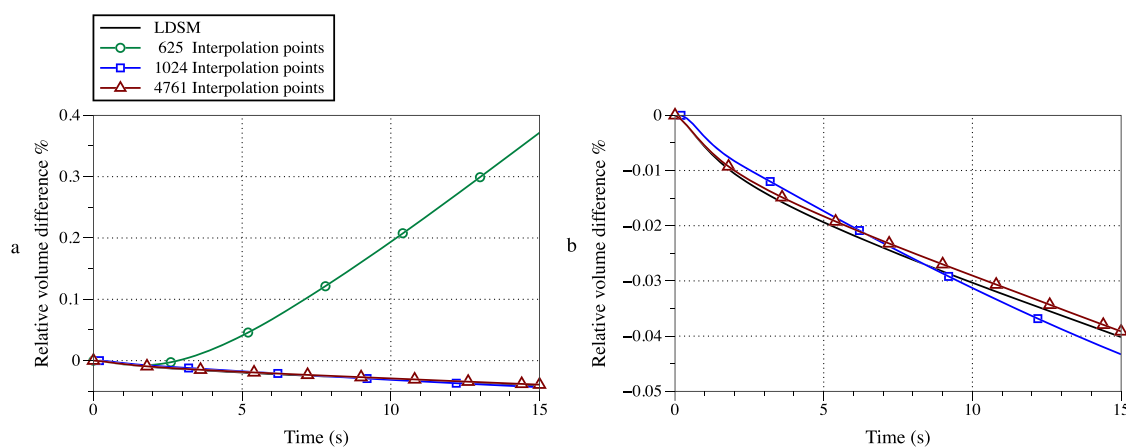 LDSM
625 Interpolation points
1024 Interpolation points
4761 Interpolation points
a
Relative volume difference %
0.4
0.3
0.2
0.1
0
0
5
10
15
Time (s)
b
Relative volume difference %
0
−0.01
−0.02
−0.03
−0.04
−0.05
0
5
10
15
Time (s)